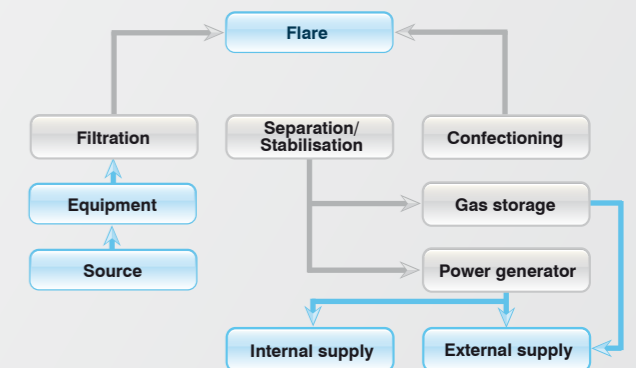 Flare
Filtration
Separation/
Stabilisation
Confectioning
Equipment
Gas storage
Source
Power generator
Internal supply
External supply